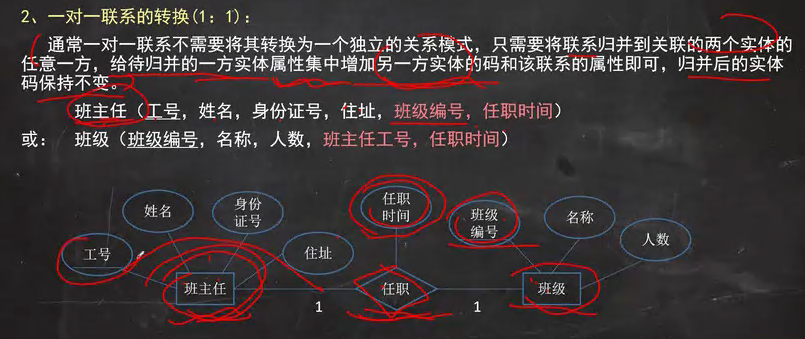 2、一对一联系的转换(1：1)：
通常一对一联系不需要将其转换为一个独立的关系模式，只需要将联系归并到关联的两个实体的
任意一方，给待归并的一方实体属性集中增加另一方实体的码和该联系的属性即可，归并后的实体
码保持不变。
班主任（工号，姓名，身份证号，住址，班级编号，任职时间）
或： 班级（班级编号，名称，人数，班主任工号，任职时间）
姓名
身份
证号
任职
时间
班级
编号
名称
工号
住址
人数
班主任
任职
班级
1
1